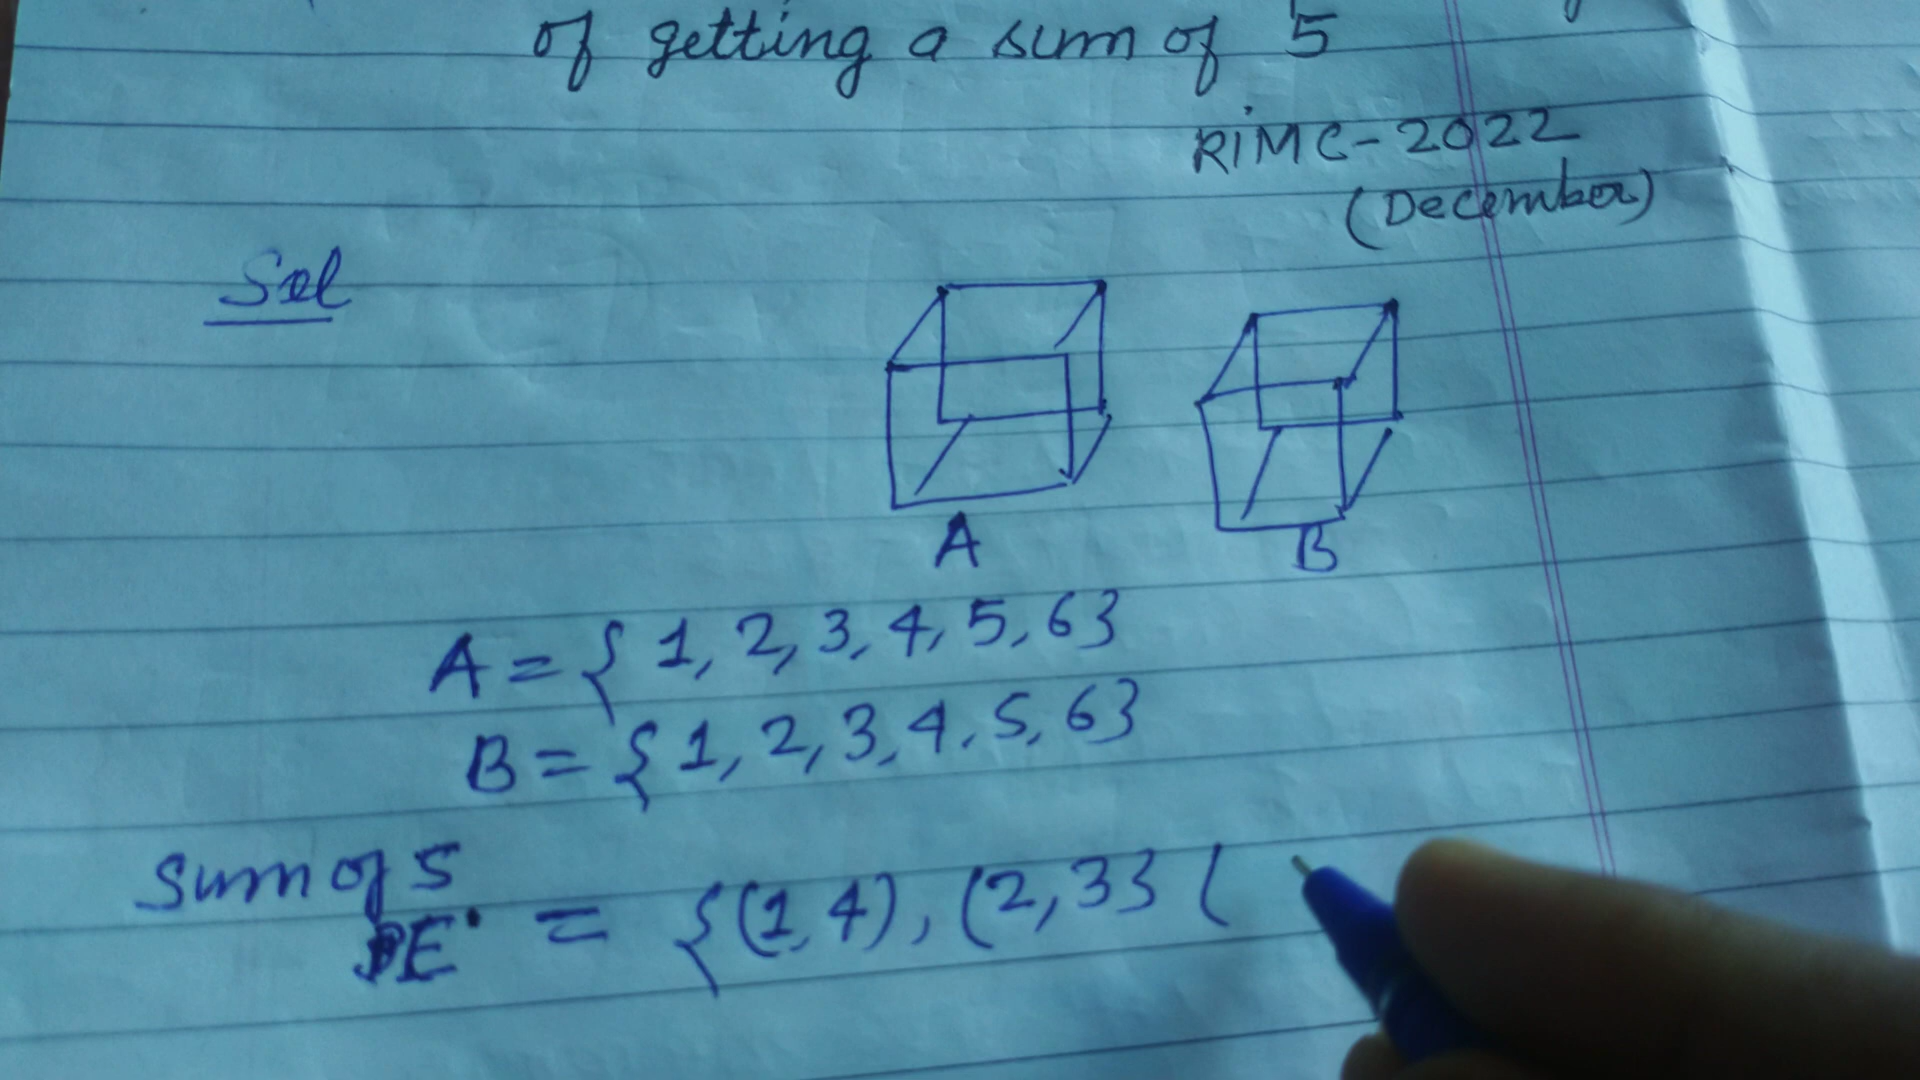 of getting a sum of 5
RiMC-2022
(December)
Sol
A
B
A = { 1, 2, 3, 4, 5, 6}
B = { 1, 2, 3, 4, 5, 6}
Sum of 5
E = {(1, 4), (2, 3} (